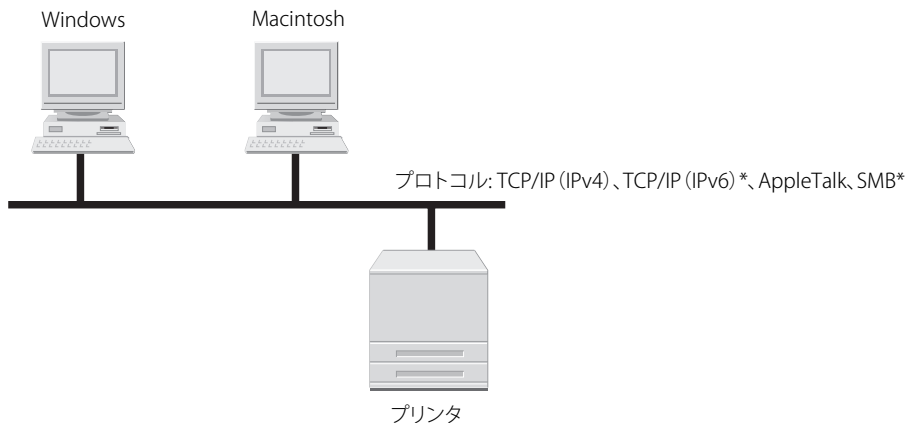 Windows
Macintosh
プロトコル: TCP/IP（IPv4）、TCP/IP（IPv6）*、AppleTalk、SMB*
プリンタ